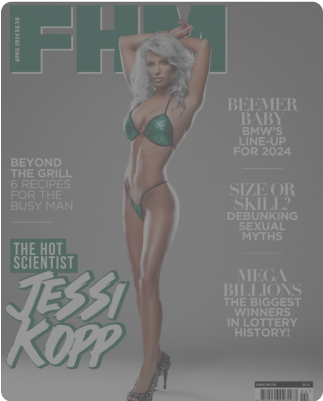 FHM
APRIL 2024 $9.99
BEEMER
BABY
BMW'S
LINE-UP
FOR 2024
BEYOND
THE GRILL
6 RECIPES
FOR THE
BUSY MAN
SIZE OR
SKILL?
DEBUNKING
SEXUAL
MYTHS
THE HOT
SCIENTIST
JESSI
KOPP
MEGA
BILLIONS
THE BIGGEST
WINNERS
IN LOTTERY
HISTORY!